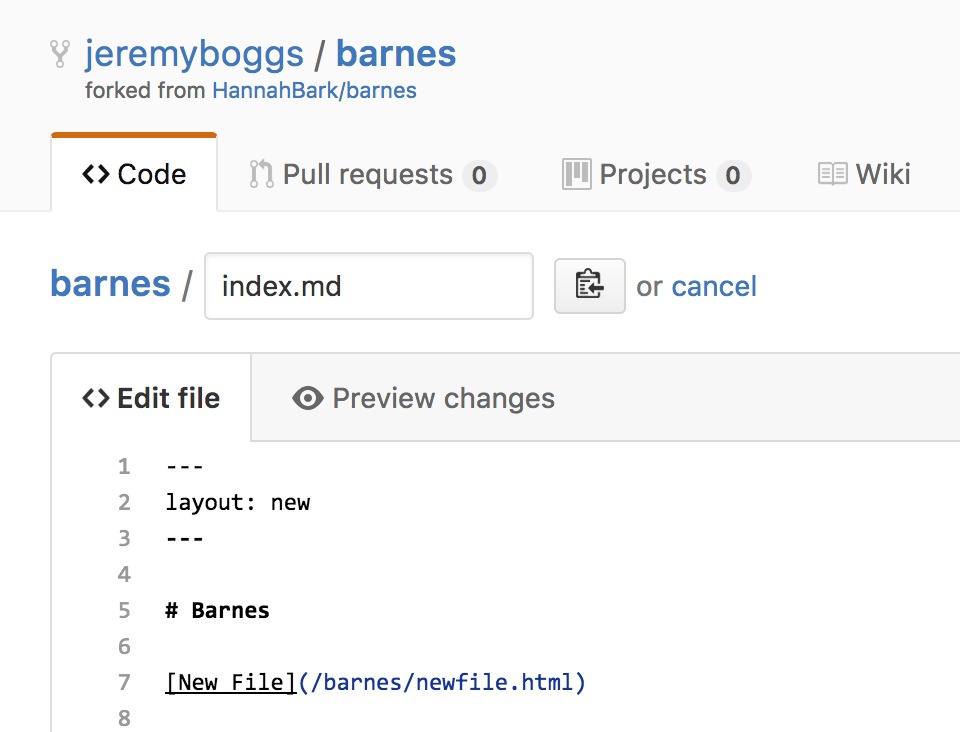 jeremyboggs / barnes
forked from HannahBark/barnes
<> Code Pull requests 0 Projects 0 Wiki
barnes / index.md or cancel
<> Edit file Preview changes
1 ---
2 layout: new
3 ---
4
5 # Barnes
6
7 [New File](/barnes/newfile.html)
8